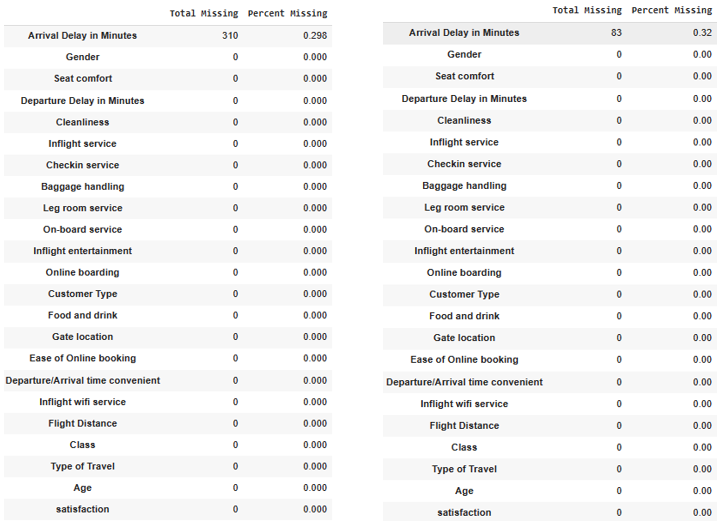 Total Missing Percent Missing
Arrival Delay in Minutes 310 0.298
Gender 0 0.000
Seat comfort 0 0.000
Departure Delay in Minutes 0 0.000
Cleanliness 0 0.000
Inflight service 0 0.000
Checkin service 0 0.000
Baggage handling 0 0.000
Leg room service 0 0.000
On-board service 0 0.000
Inflight entertainment 0 0.000
Online boarding 0 0.000
Customer Type 0 0.000
Food and drink 0 0.000
Gate location 0 0.000
Ease of Online booking 0 0.000
Departure/Arrival time convenient 0 0.000
Inflight wifi service 0 0.000
Flight Distance 0 0.000
Class 0 0.000
Type of Travel 0 0.000
Age 0 0.000
satisfaction 0 0.000
Total Missing Percent Missing
Arrival Delay in Minutes 83 0.32
Gender 0 0.00
Seat comfort 0 0.00
Departure Delay in Minutes 0 0.00
Cleanliness 0 0.00
Inflight service 0 0.00
Checkin service 0 0.00
Baggage handling 0 0.00
Leg room service 0 0.00
On-board service 0 0.00
Inflight entertainment 0 0.00
Online boarding 0 0.00
Customer Type 0 0.00
Food and drink 0 0.00
Gate location 0 0.00
Ease of Online booking 0 0.00
Departure/Arrival time convenient 0 0.00
Inflight wifi service 0 0.00
Flight Distance 0 0.00
Class 0 0.00
Type of Travel 0 0.00
Age 0 0.00
satisfaction 0 0.00